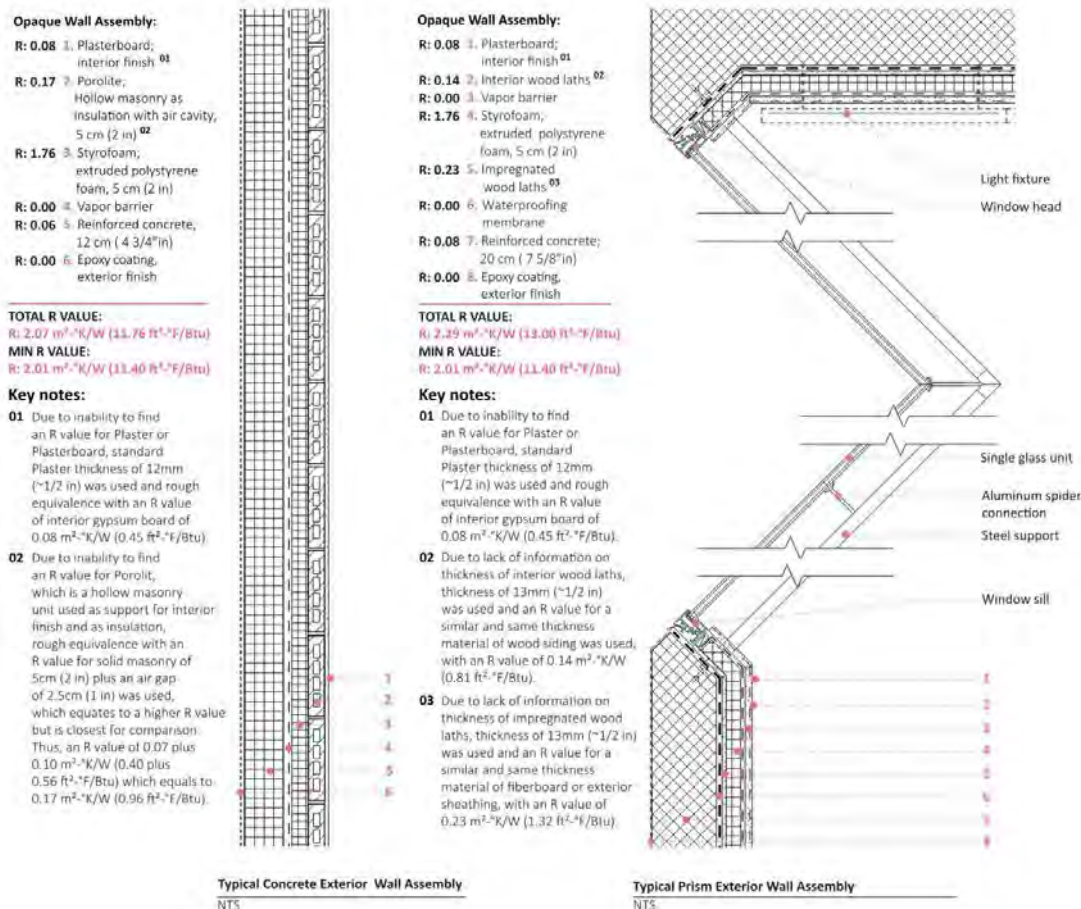 Opaque Wall Assembly:
R: 0.08 1. Plasterboard;
interior finish 01
R: 0.17 2. Porolite;
Hollow masonry as
insulation with air cavity,
5 cm (2 in) 02
R: 1.76 3. Styrofoam;
extruded polystyrene
foam, 5 cm (2 in)
R: 0.00 4. Vapor barrier
R: 0.06 5. Reinforced concrete,
12 cm ( 4 3/4"in)
R: 0.00 6. Epoxy coating,
exterior finish
TOTAL R VALUE:
R: 2.07 m²-°K/W (11.76 ft²-°F/Btu)
MIN R VALUE:
R: 2.01 m²-°K/W (11.40 ft²-°F/Btu)
Key notes:
01 Due to inability to find
an R value for Plaster or
Plasterboard, standard
Plaster thickness of 12mm
(~1/2 in) was used and rough
equivalence with an R value
of interior gypsum board of
0.08 m²-°K/W (0.45 ft²-°F/Btu).
02 Due to inability to find
an R value for Porolit,
which is a hollow masonry
unit used as support for interior
finish and as insulation,
rough equivalence with an
R value for solid masonry of
5cm (2 in) plus an air gap
of 2.5cm (1 in) was used,
which equates to a higher R value
but is closest for comparison.
Thus, an R value of 0.07 plus
0.10 m²-°K/W (0.40 plus
0.56 ft²-°F/Btu) which equals to
0.17 m²-°K/W (0.96 ft²-°F/Btu).
1
2
3
4
5
6
Typical Concrete Exterior Wall Assembly
NTS
Opaque Wall Assembly:
R: 0.08 1. Plasterboard;
interior finish 01
R: 0.14 2. Interior wood laths 02
R: 0.00 3. Vapor barrier
R: 1.76 4. Styrofoam;
extruded polystyrene
foam, 5 cm (2 in)
R: 0.23 5. Impregnated
wood laths 03
R: 0.00 6. Waterproofing
membrane
R: 0.08 7. Reinforced concrete;
20 cm ( 7 5/8"in)
R: 0.00 8. Epoxy coating,
exterior finish
TOTAL R VALUE:
R: 2.29 m²-°K/W (13.00 ft²-°F/Btu)
MIN R VALUE:
R: 2.01 m²-°K/W (11.40 ft²-°F/Btu)
Key notes:
01 Due to inability to find
an R value for Plaster or
Plasterboard, standard
Plaster thickness of 12mm
(~1/2 in) was used and rough
equivalence with an R value
of interior gypsum board of
0.08 m²-°K/W (0.45 ft²-°F/Btu).
02 Due to lack of information on
thickness of interior wood laths,
thickness of 13mm (~1/2 in)
was used and an R value for a
similar and same thickness
material of wood siding was used,
with an R value of 0.14 m²-°K/W
(0.81 ft²-°F/Btu).
03 Due to lack of information on
thickness of impregnated wood
laths, thickness of 13mm (~1/2 in)
was used and an R value for a
similar and same thickness
material of fiberboard or exterior
sheathing, with an R value of
0.23 m²-°K/W (1.32 ft²-°F/Btu).
Light fixture
Window head
Single glass unit
Aluminum spider
connection
Steel support
Window sill
1
2
3
4
5
6
7
8
Typical Prism Exterior Wall Assembly
NTS